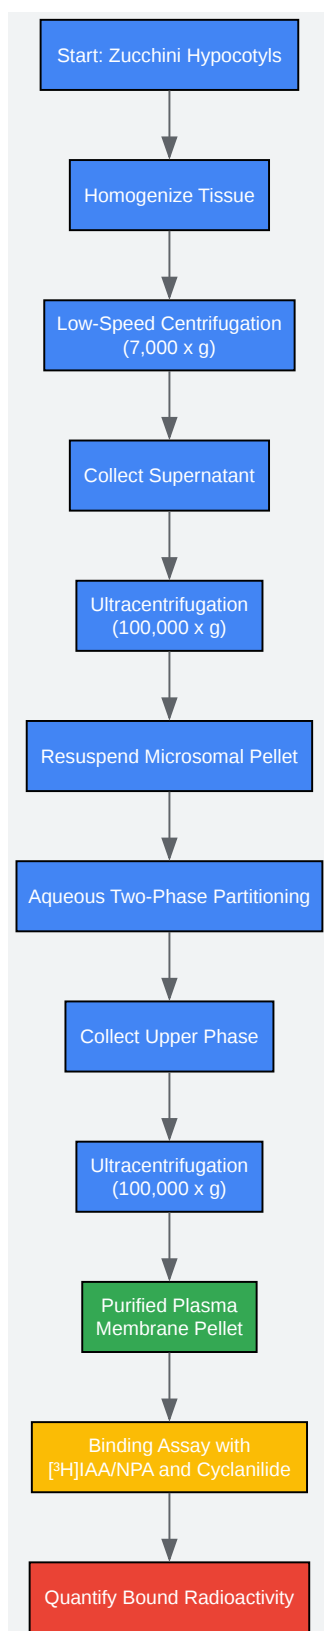 Start: Zucchini Hypocotyls
Homogenize Tissue
Low-Speed Centrifugation
(7,000 x g)
Collect Supernatant
Ultracentrifugation
(100,000 x g)
Resuspend Microsomal Pellet
Aqueous Two-Phase Partitioning
Collect Upper Phase
Ultracentrifugation
(100,000 x g)
Purified Plasma
Membrane Pellet
Binding Assay with
[³H]IAA/NPA and Cyclanilide
Quantify Bound Radioactivity